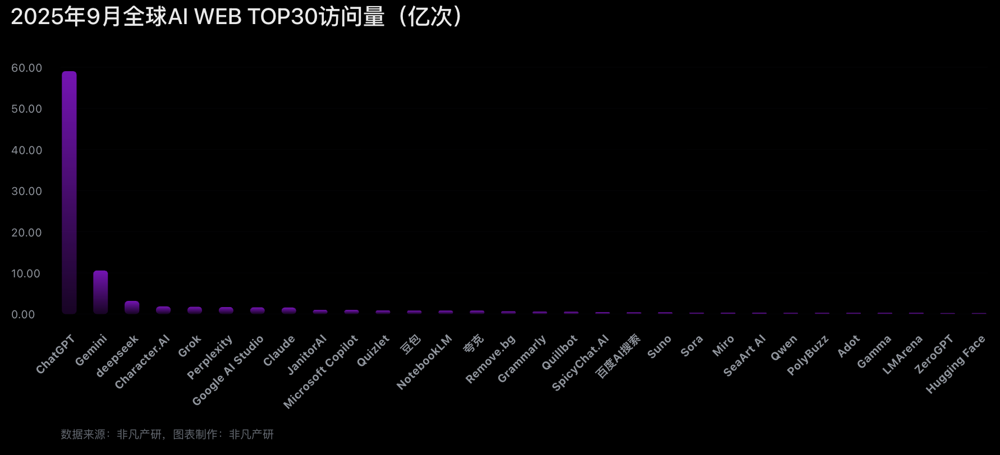 2025年9月全球AI WEB TOP30访问量（亿次）
60.00
50.00
40.00
30.00
20.00
10.00
0.00
ChatGPT
Gemini
deepseek
Character.AI
Grok
Perplexity
Google AI Studio
Claude
JanitorAI
Microsoft Copilot
Quizlet
豆包
NotebookLM
夸克
Remove.bg
Grammarly
Quillbot
SpicyChat.AI
百度AI搜索
Suno
Sora
Miro
SeaArt AI
Qwen
PolyBuzz
Adot
Gamma
LMArena
ZeroGPT
Hugging Face
数据来源：非凡产研，图表制作：非凡产研